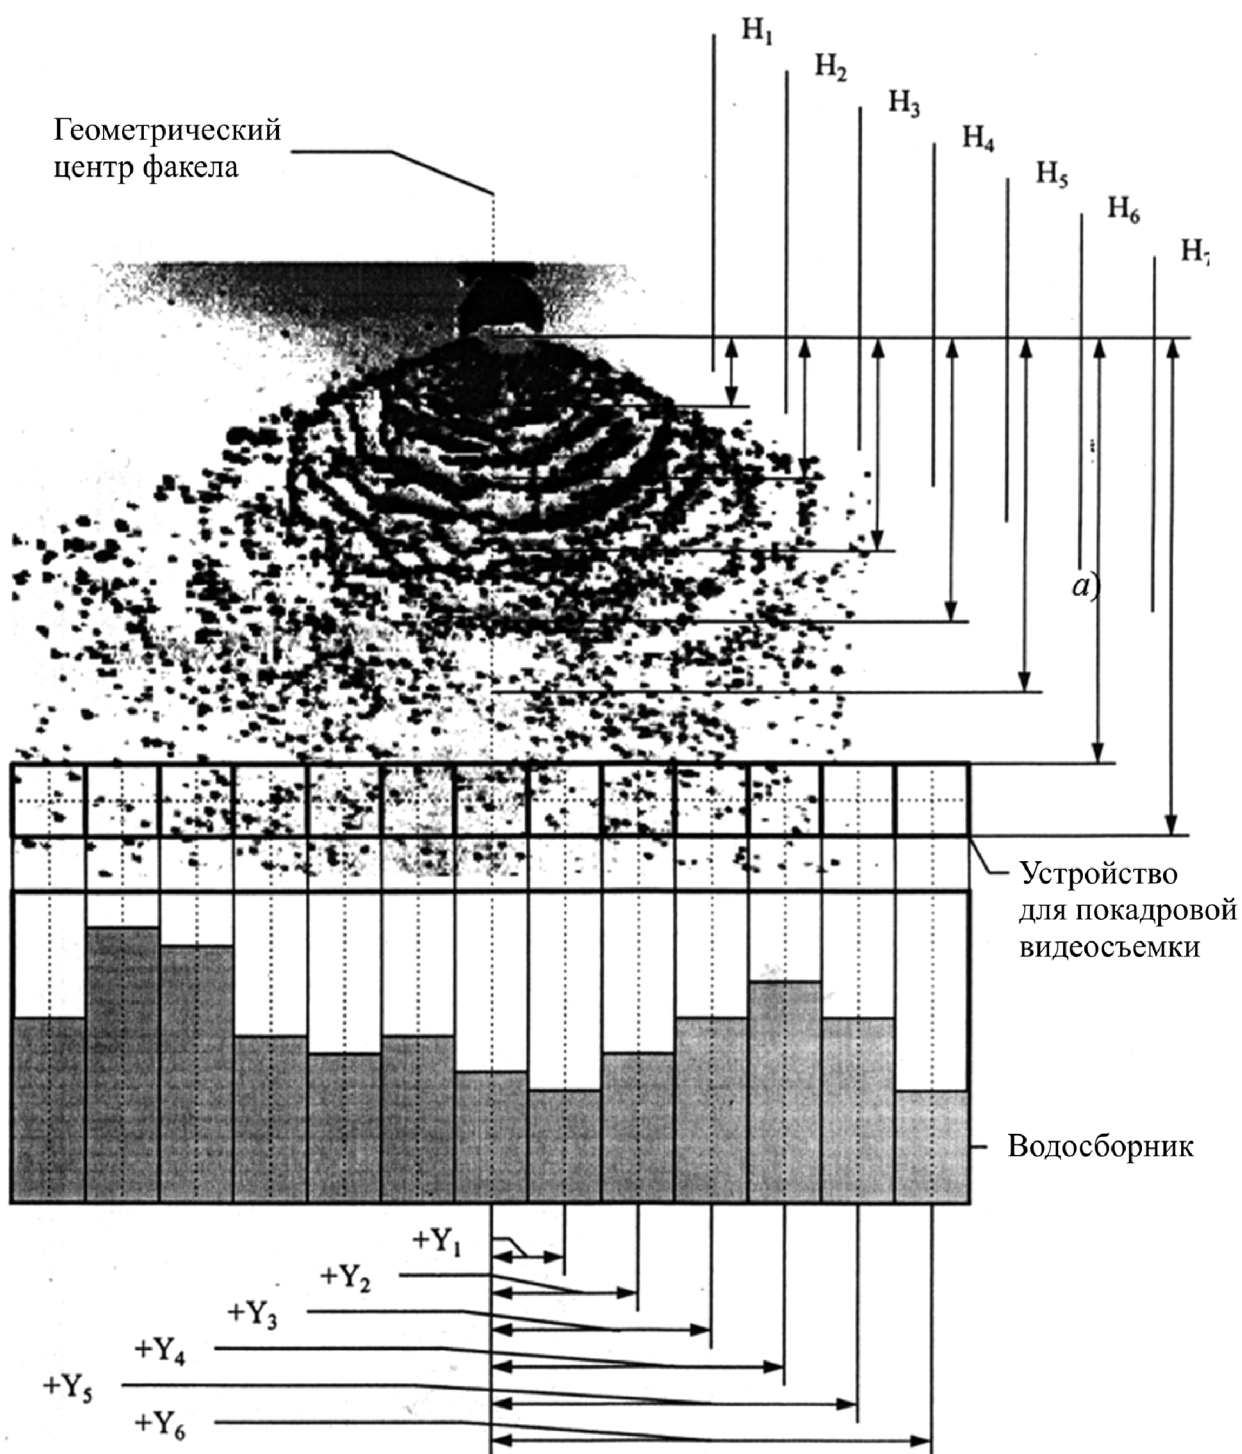 H₁
H₂
H₃
H₄
H₅
H₆
H₇
Геометрический
центр факела
а)
Устройство
для покадровой
видеосъемки
Водосборник
+Y₁
+Y₂
+Y₃
+Y₄
+Y₅
+Y₆